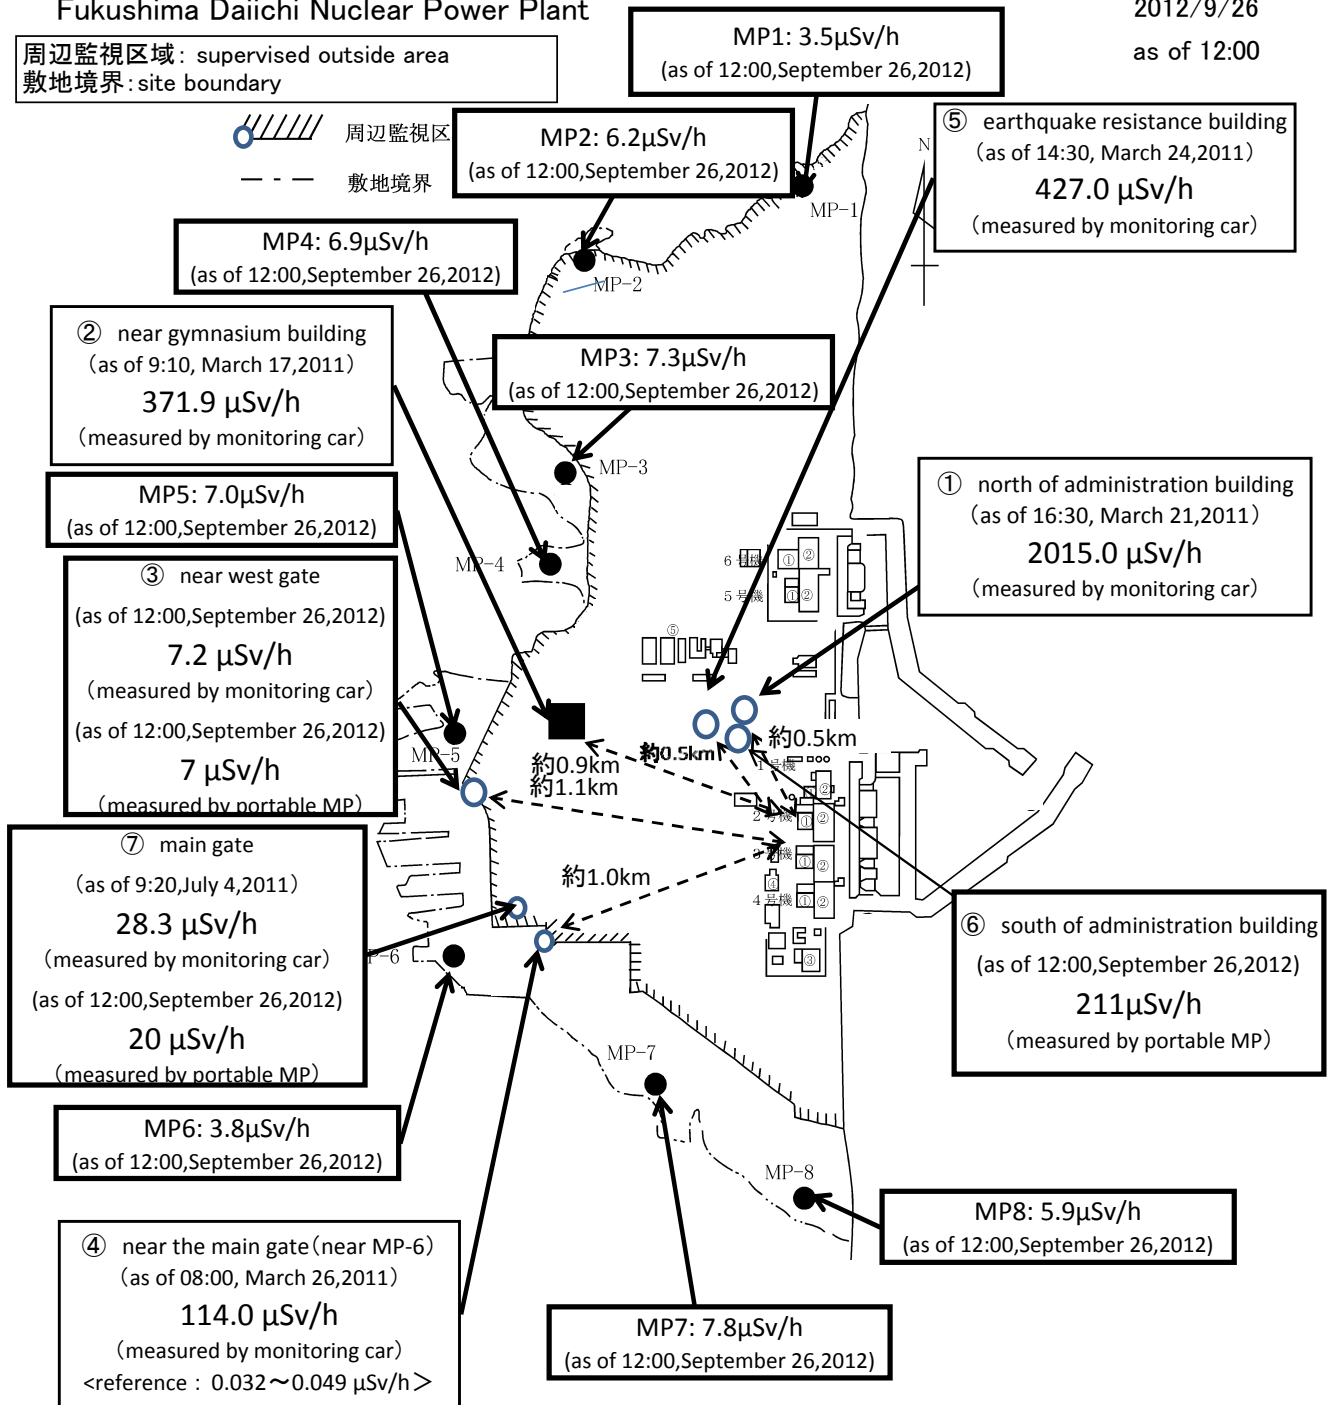 Fukushima Daiichi Nuclear Power Plant
2012/9/26
as of 12:00
周辺監視区域: supervised outside area
敷地境界:site boundary
周辺監視区
敷地境界
MP1: 3.5μSv/h
(as of 12:00,September 26,2012)
MP2: 6.2μSv/h
(as of 12:00,September 26,2012)
⑤ earthquake resistance building
(as of 14:30, March 24,2011)
427.0 μSv/h
(measured by monitoring car)
N
MP-1
MP4: 6.9μSv/h
(as of 12:00,September 26,2012)
MP-2
② near gymnasium building
(as of 9:10, March 17,2011)
371.9 μSv/h
(measured by monitoring car)
MP3: 7.3μSv/h
(as of 12:00,September 26,2012)
MP-3
MP5: 7.0μSv/h
(as of 12:00,September 26,2012)
① north of administration building
(as of 16:30, March 21,2011)
2015.0 μSv/h
(measured by monitoring car)
MP-4
③ near west gate
(as of 12:00,September 26,2012)
7.2 μSv/h
(measured by monitoring car)
(as of 12:00,September 26,2012)
7 μSv/h
(measured by portable MP)
6号機
① ②
5号機
① ②
⑤
MP-5
約0.9km
約1.1km
約0.5km
約0.5km
1号機
②
2号機
① ②
3号機
① ②
④
4号機
① ②
③
約1.0km
⑦ main gate
(as of 9:20,July 4,2011)
28.3 μSv/h
(measured by monitoring car)
(as of 12:00,September 26,2012)
20 μSv/h
(measured by portable MP)
P-6
⑥ south of administration building
(as of 12:00,September 26,2012)
211μSv/h
(measured by portable MP)
MP-7
MP6: 3.8μSv/h
(as of 12:00,September 26,2012)
MP-8
MP8: 5.9μSv/h
(as of 12:00,September 26,2012)
④ near the main gate(near MP-6)
(as of 08:00, March 26,2011)
114.0 μSv/h
(measured by monitoring car)
<reference : 0.032～0.049 μSv/h＞
MP7: 7.8μSv/h
(as of 12:00,September 26,2012)